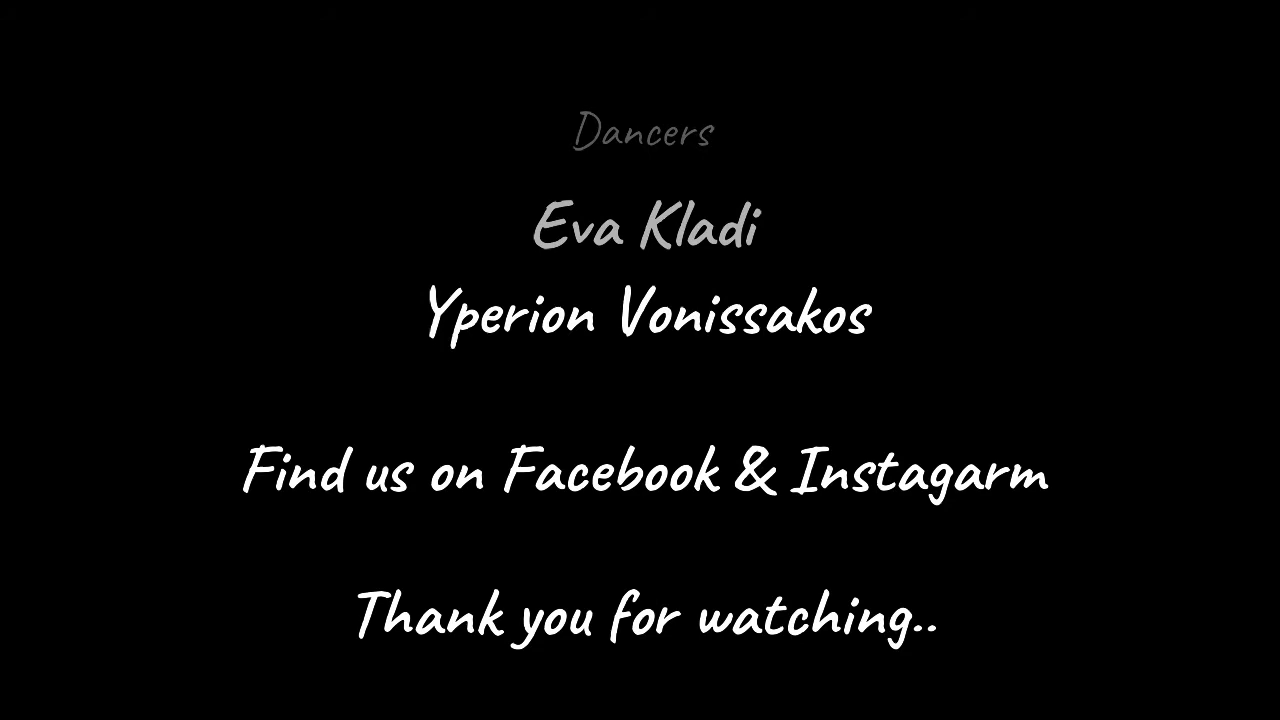 Dancers
Eva Kladi
Yperion Vonissakos
Find us on Facebook & Instagarm
Thank you for watching..